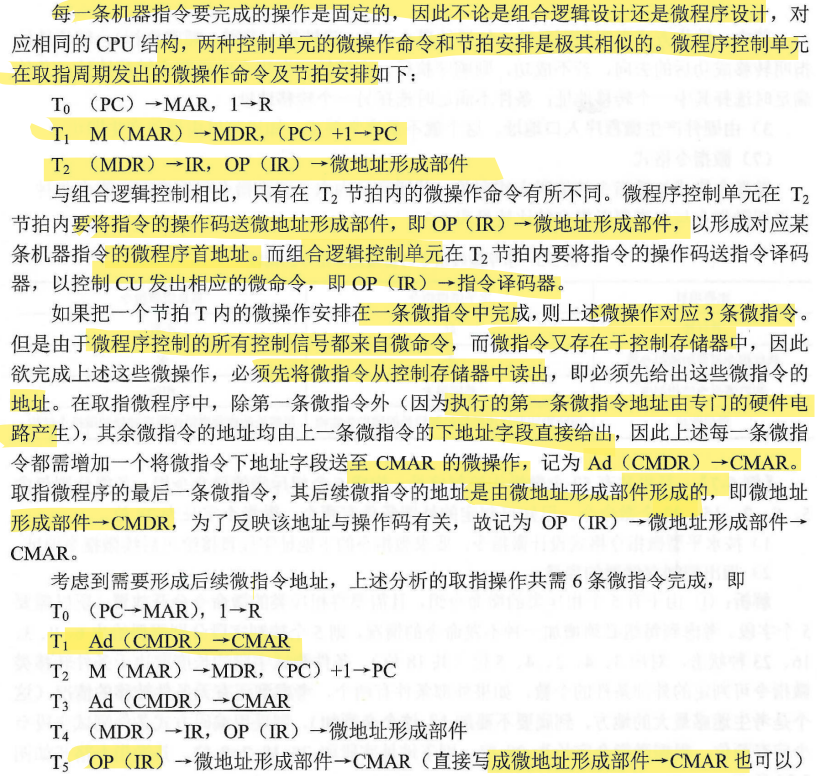 每一条机器指令要完成的操作是固定的，因此不论是组合逻辑设计还是微程序设计，对
应相同的 CPU 结构，两种控制单元的微操作命令和节拍安排是极其相似的。微程序控制单元
在取指周期发出的微操作命令及节拍安排如下：
T₀ （PC）→MAR，1→R
T₁ M（MAR）→MDR，（PC）+1→PC
T₂ （MDR）→IR，OP（IR）→微地址形成部件
与组合逻辑控制相比，只有在 T₂ 节拍内的微操作命令有所不同。微程序控制单元在 T₂
节拍内要将指令的操作码送微地址形成部件，即 OP（IR）→微地址形成部件，以形成对应某
条机器指令的微程序首地址。而组合逻辑控制单元在 T₂ 节拍内要将指令的操作码送指令译码
器，以控制 CU 发出相应的微命令，即 OP（IR）→指令译码器。
如果把一个节拍 T 内的微操作安排在一条微指令中完成，则上述微操作对应 3 条微指令。
但是由于微程序控制的所有控制信号都来自微命令，而微指令又存在于控制存储器中，因此
欲完成上述这些微操作，必须先将微指令从控制存储器中读出，即必须先给出这些微指令的
地址。在取指微程序中，除第一条微指令外（因为执行的第一条微指令地址由专门的硬件电
路产生），其余微指令的地址均由上一条微指令的下地址字段直接给出，因此上述每一条微指
令都需增加一个将微指令下地址字段送至 CMAR 的微操作，记为 Ad（CMDR）→CMAR。
取指微程序的最后一条微指令，其后续微指令的地址是由微地址形成部件形成的，即微地址
形成部件→CMDR，为了反映该地址与操作码有关，故记为 OP（IR）→微地址形成部件→
CMAR。
考虑到需要形成后续微指令地址，上述分析的取指操作共需 6 条微指令完成，即
T₀ （PC→MAR），1→R
T₁ Ad（CMDR）→CMAR
T₂ M（MAR）→MDR，（PC）+1→PC
T₃ Ad（CMDR）→CMAR
T₄ （MDR）→IR，OP（IR）→微地址形成部件
T₅ OP（IR）→微地址形成部件→CMAR（直接写成微地址形成部件→CMAR 也可以）